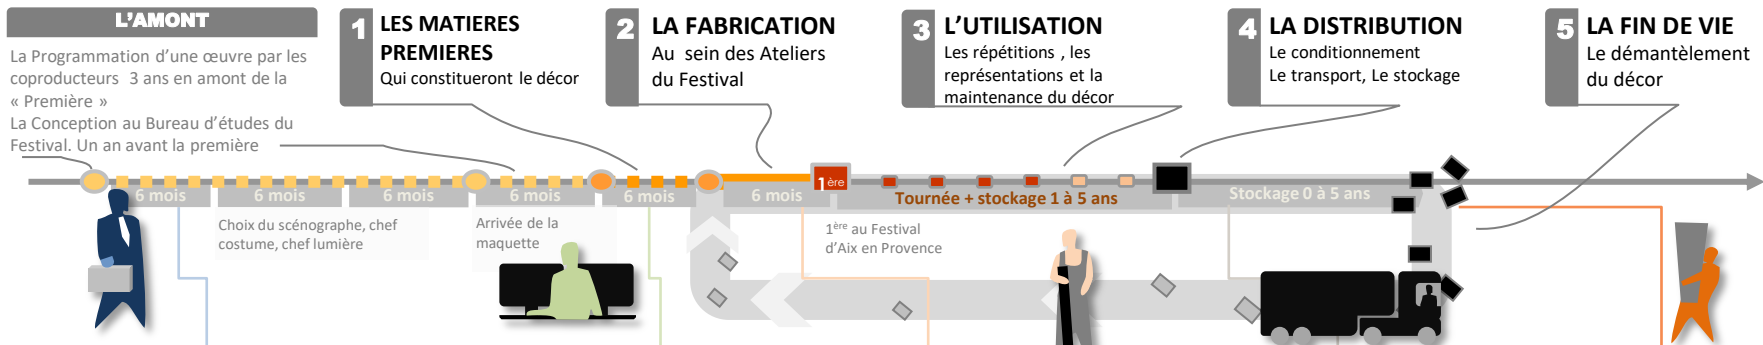 L'AMONT
La Programmation d'une œuvre par les
coproducteurs 3 ans en amont de la
« Première »
La Conception au Bureau d'études du
Festival. Un an avant la première
1 LES MATIERES
PREMIERES
Qui constitueront le décor
2 LA FABRICATION
Au sein des Ateliers
du Festival
3 L'UTILISATION
Les répétitions , les
représentations et la
maintenance du décor
4 LA DISTRIBUTION
Le conditionnement
Le transport, Le stockage
5 LA FIN DE VIE
Le démantèlement
du décor
6 mois
6 mois
6 mois
6 mois
6 mois
6 mois
1ère
Tournée + stockage 1 à 5 ans
Stockage 0 à 5 ans
Choix du scénographe, chef
costume, chef lumière
Arrivée de la
maquette
1ère au Festival
d'Aix en Provence